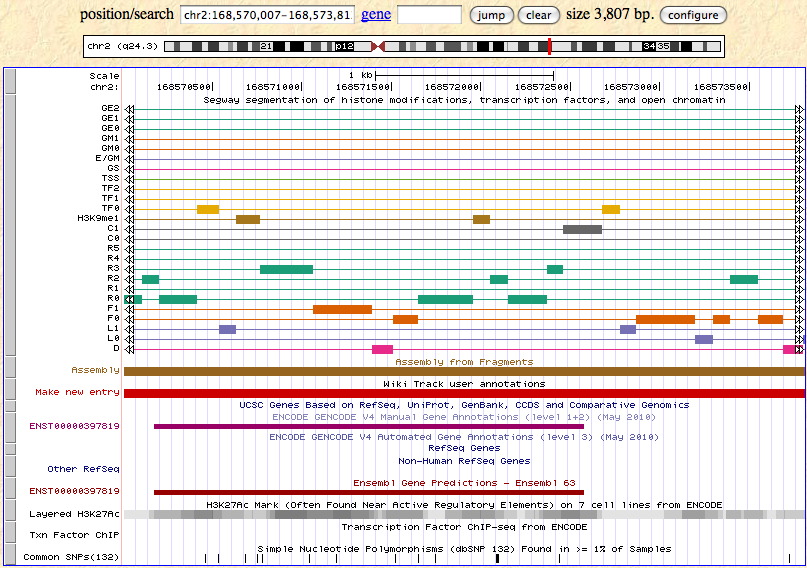 position/search chr2:168,570,007-168,573,81 gene jump clear size 3,807 bp. configure
chr2 (q24.3) 21 p12 34 35
Scale 1 kb
chr2: 168570500 168571000 168571500 168572000 168572500 168573000 168573500
Segway segmentation of histone modifications, transcription factors, and open chromatin
GE2
GE1
GE0
GM1
GM0
E/GM
GS
TSS
TF2
TF1
TF0
H3K9me1
C1
C0
R5
R4
R3
R2
R1
R0
F1
F0
L1
L0
D
Assembly from Fragments
Assembly
Wiki Track user annotations
Make new entry
UCSC Genes Based on RefSeq, UniProt, GenBank, CCDS and Comparative Genomics
ENCODE GENCODE V4 Manual Gene Annotations (level 1+2) (May 2010)
ENST00000397819
ENCODE GENCODE V4 Automated Gene Annotations (level 3) (May 2010)
RefSeq Genes
Non-Human RefSeq Genes
Other RefSeq
Ensembl Gene Predictions - Ensembl 63
ENST00000397819
H3K27Ac Mark (Often Found Near Active Regulatory Elements) on 7 cell lines from ENCODE
Layered H3K27Ac
Transcription Factor ChIP-seq from ENCODE
Txn Factor ChIP
Simple Nucleotide Polymorphisms (dbSNP 132) Found in >= 1% of Samples
Common SNPs(132)